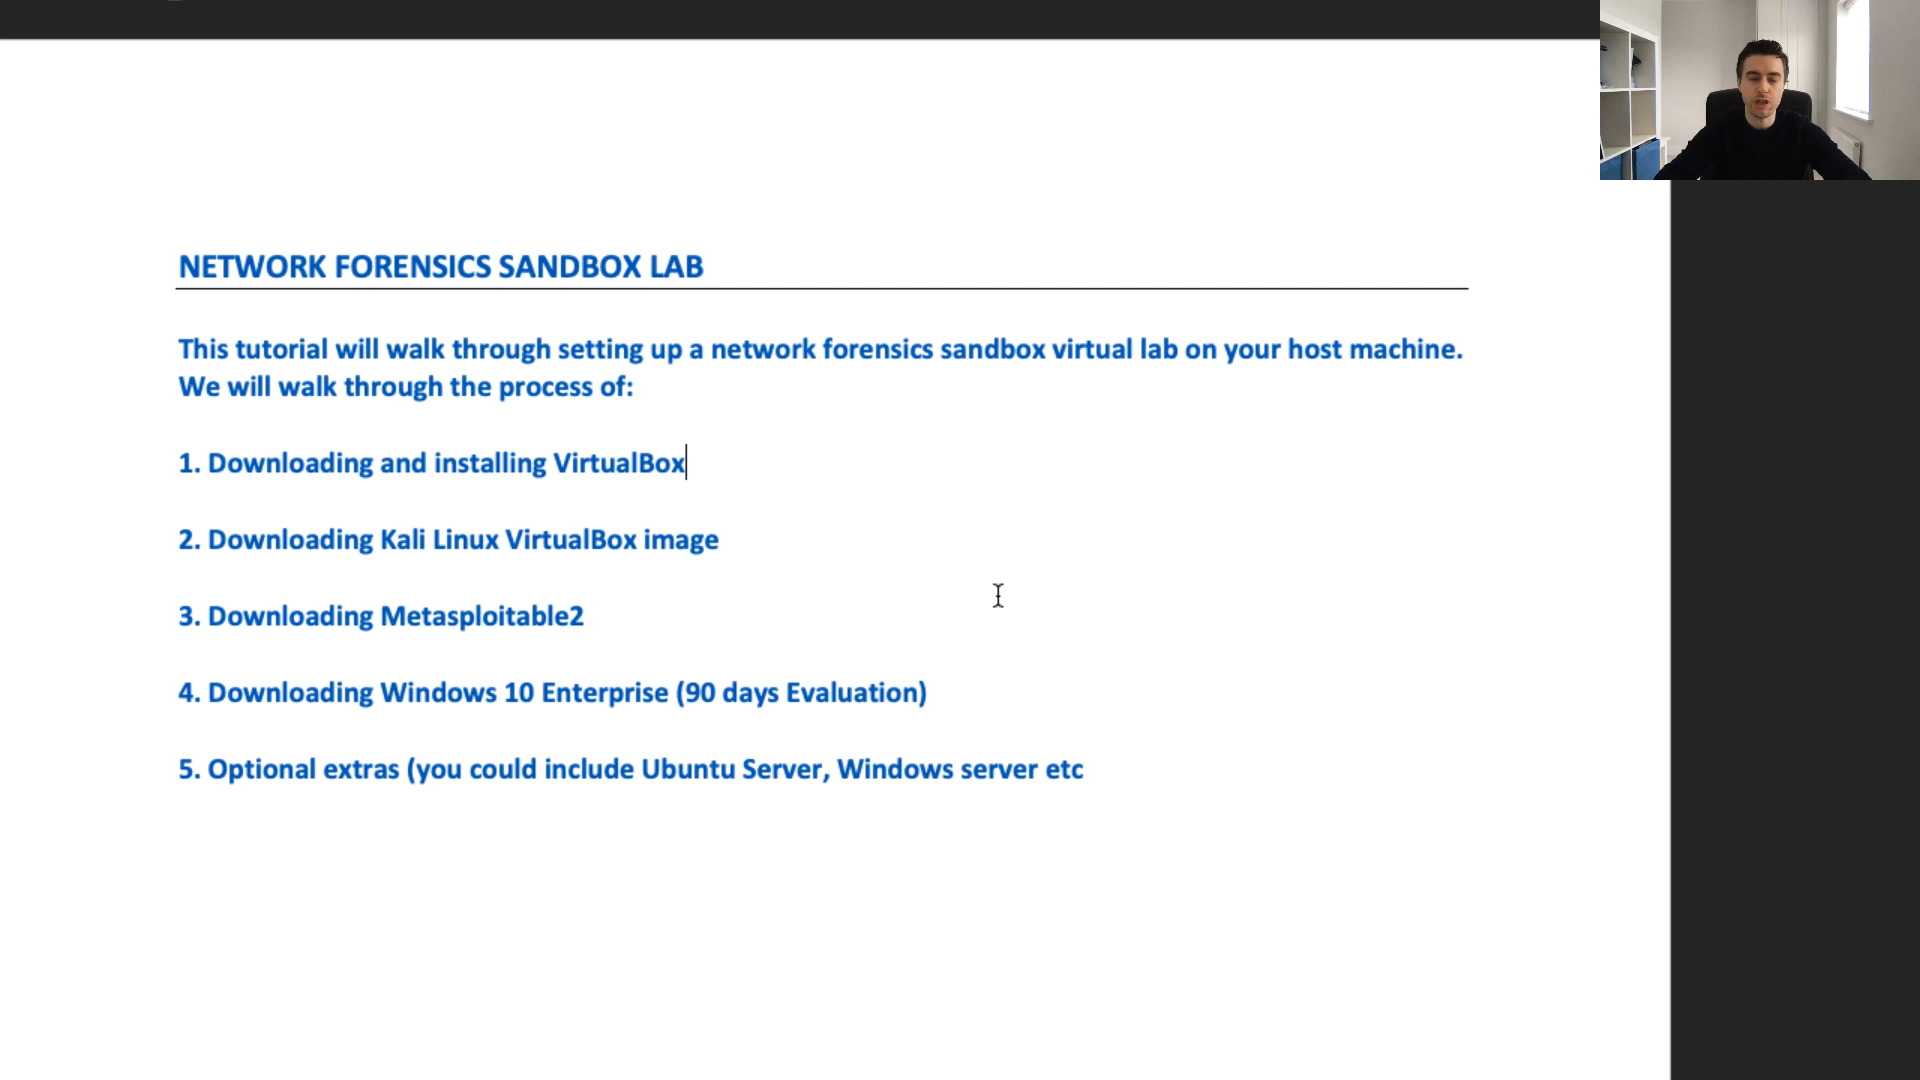 NETWORK FORENSICS SANDBOX LAB
This tutorial will walk through setting up a network forensics sandbox virtual lab on your host machine.
We will walk through the process of:
1. Downloading and installing VirtualBox
2. Downloading Kali Linux VirtualBox image
3. Downloading Metasploitable2
4. Downloading Windows 10 Enterprise (90 days Evaluation)
5. Optional extras (you could include Ubuntu Server, Windows server etc